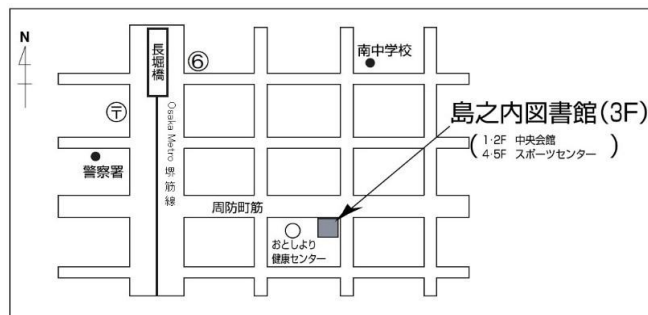 N
長堀橋
⑥
南中学校
〒
Osaka Metro 堺筋線
島之内図書館(3F)
(1・2F 中央会館
4・5F スポーツセンター)
警察署
周防町筋
おとしより
健康センター